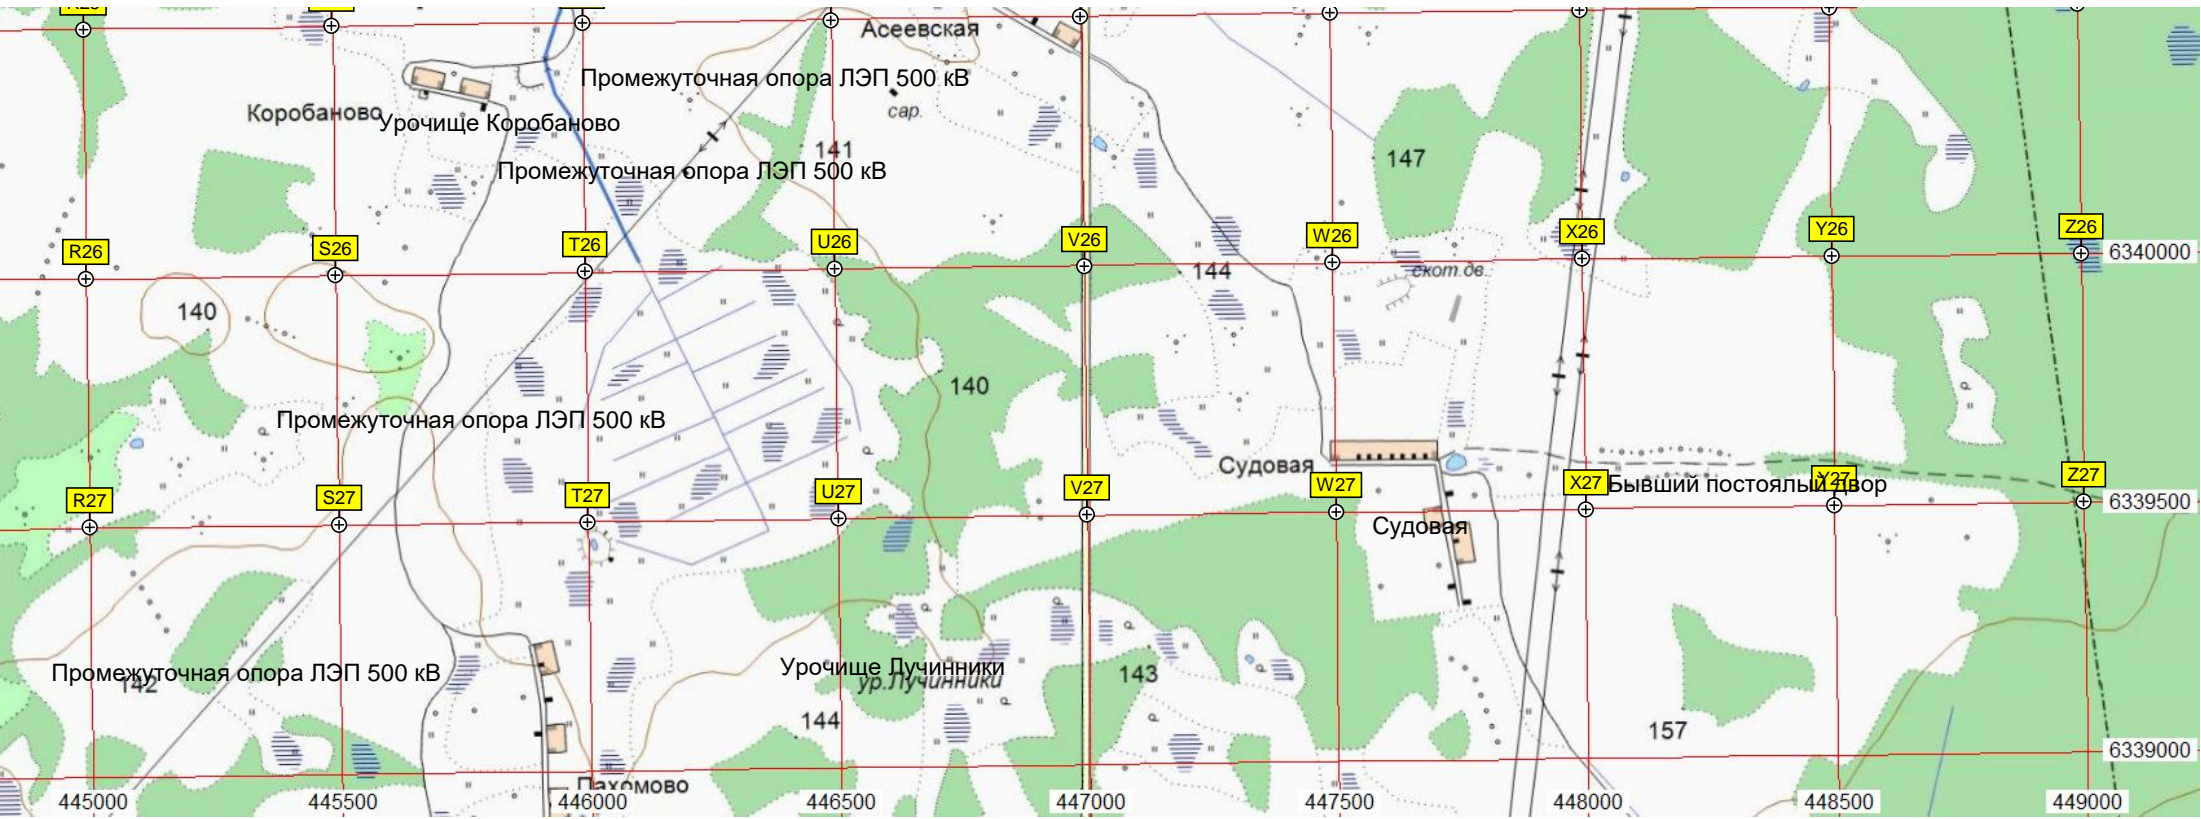 Асеевская
Промежуточная опора ЛЭП 500 кВ
Коробаново
сар.
Урочище Коробаново
141
147
Промежуточная опора ЛЭП 500 кВ
R26
S26
T26
U26
V26
W26
X26
Y26
Z26
6340000
144
скот.дв.
140
140
Промежуточная опора ЛЭП 500 кВ
Судовая
R27
S27
T27
U27
V27
W27
X27
Y27
Z27
Бывший постоялый двор
6339500
Судовая
Промежуточная опора ЛЭП 500 кВ
142
Урочище Лучинники
ур.Лучинники
143
144
157
6339000
Пахомово
445000
445500
446000
446500
447000
447500
448000
448500
449000